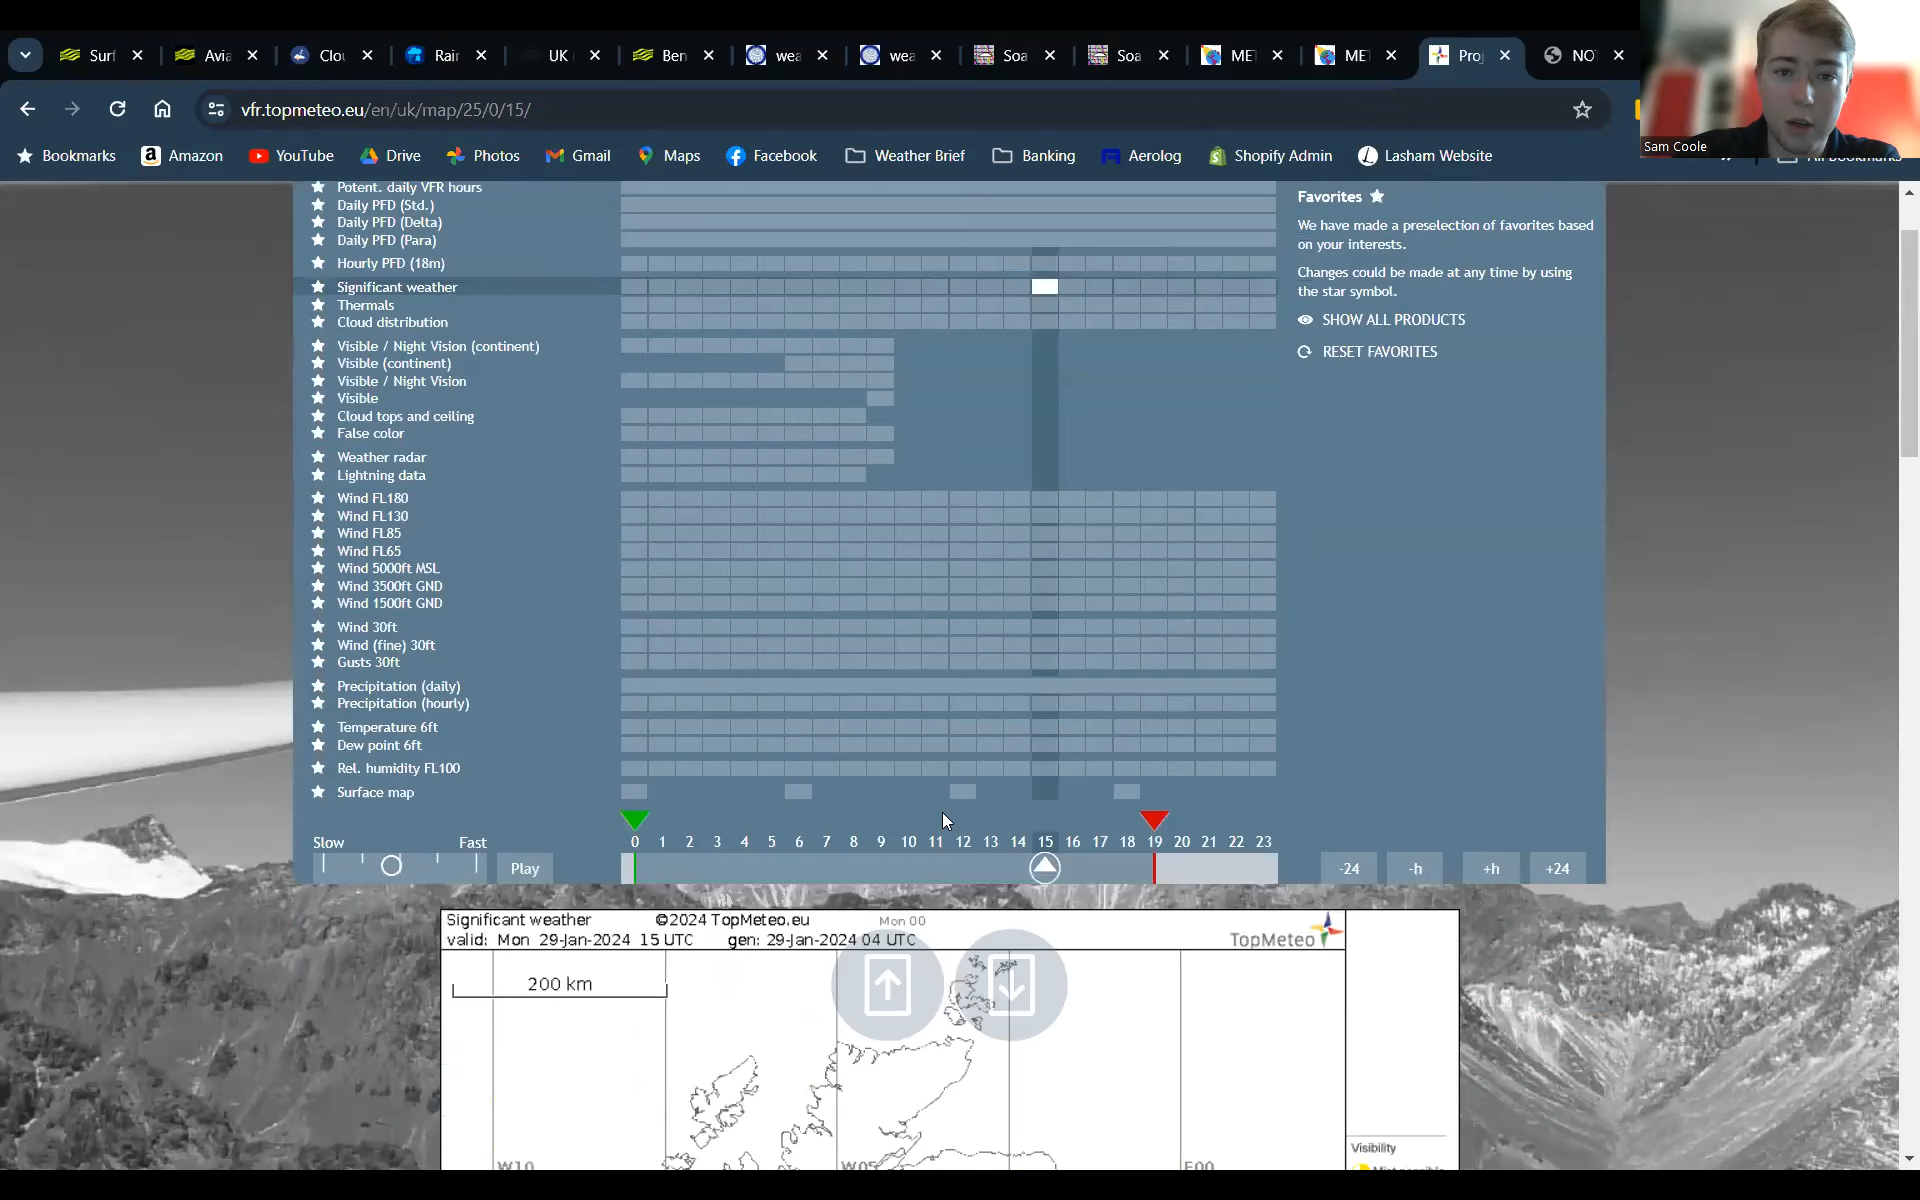 Surf
Avia
Clou
Rair
UK
Ben
wea
wea
Soa
Soa
ME
ME
Proj
NO
vfr.topmeteo.eu/en/uk/map/25/0/15/
Bookmarks
Amazon
YouTube
Drive
Photos
Gmail
Maps
Facebook
Weather Brief
Banking
Aerolog
Shopify Admin
Lasham Website
All Bookmarks
Sam Coole
Potent. daily VFR hours
Daily PFD (Std.)
Daily PFD (Delta)
Daily PFD (Para)
Hourly PFD (18m)
Significant weather
Thermals
Cloud distribution
Visible / Night Vision (continent)
Visible (continent)
Visible / Night Vision
Visible
Cloud tops and ceiling
False color
Weather radar
Lightning data
Wind FL180
Wind FL130
Wind FL85
Wind FL65
Wind 5000ft MSL
Wind 3500ft GND
Wind 1500ft GND
Wind 30ft
Wind (fine) 30ft
Gusts 30ft
Precipitation (daily)
Precipitation (hourly)
Temperature 6ft
Dew point 6ft
Rel. humidity FL100
Surface map
Favorites
We have made a preselection of favorites based
on your interests.
Changes could be made at any time by using
the star symbol.
SHOW ALL PRODUCTS
RESET FAVORITES
Slow Fast
0 1 2 3 4 5 6 7 8 9 10 11 12 13 14 15 16 17 18 19 20 21 22 23
Play
-24 -h +h +24
Significant weather ©2024 TopMeteo.eu Mon 00
valid: Mon 29-Jan-2024 15 UTC gen: 29-Jan-2024 04 UTC
TopMeteo
200 km
Visibility
W10 W05 E00
Mist possible